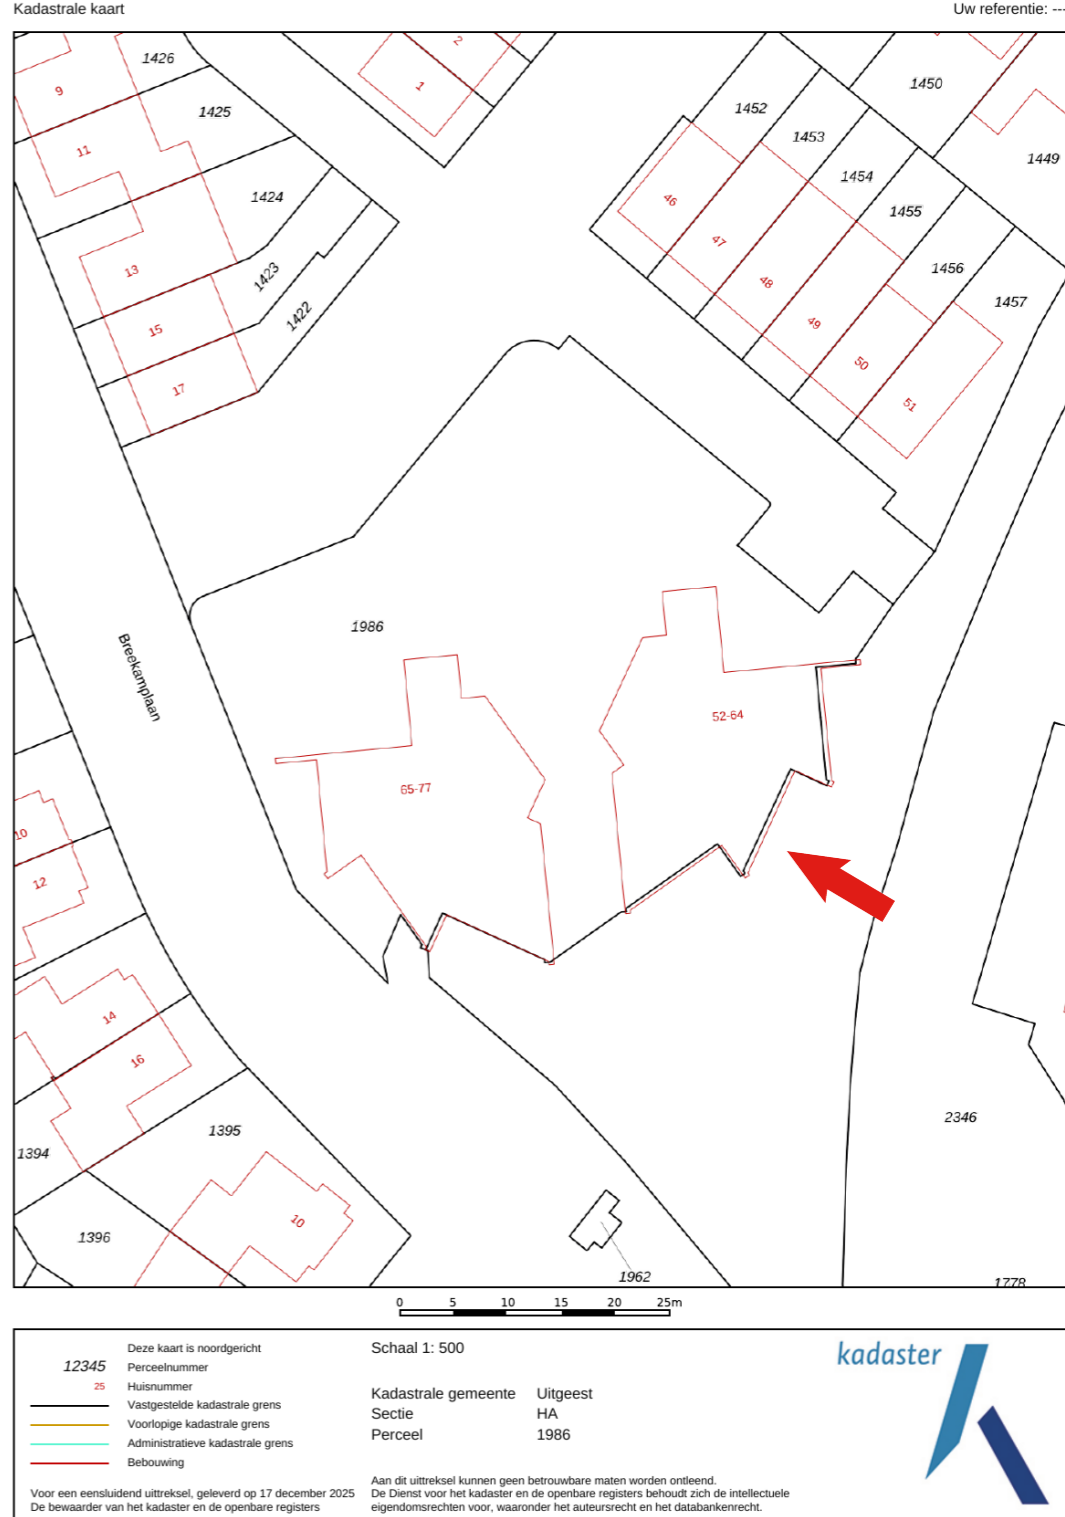 Kadastrale kaart
Uw referentie: ---
1426
2
9
1
1425
1450
1452
11
1453
1449
1454
1424
46
1455
47
13
1423
1456
48
1457
1422
15
49
50
17
51
1986
Breekamplaan
52-64
65-77
10
12
14
16
2346
1395
1394
10
1396
1962
1778
0 5 10 15 20 25m
Deze kaart is noordgericht
12345 Perceelnummer
25 Huisnummer
Vastgestelde kadastrale grens
Voorlopige kadastrale grens
Administratieve kadastrale grens
Bebouwing
Voor een eensluidend uittreksel, geleverd op 17 december 2025
De bewaarder van het kadaster en de openbare registers
Schaal 1: 500
Kadastrale gemeente Uitgeest
Sectie HA
Perceel 1986
Aan dit uittreksel kunnen geen betrouwbare maten worden ontleend.
De Dienst voor het kadaster en de openbare registers behoudt zich de intellectuele
eigendomsrechten voor, waaronder het auteursrecht en het databankenrecht.
kadaster